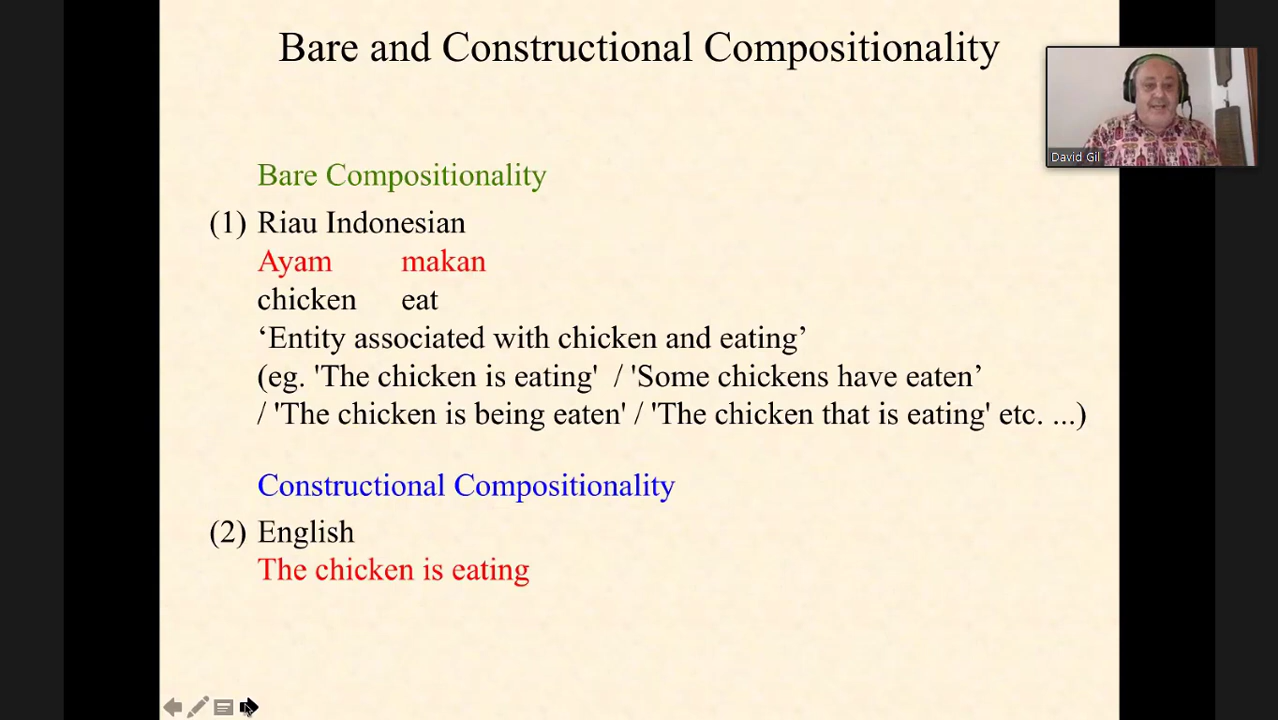 Bare and Constructional Compositionality
David Gil
Bare Compositionality
(1) Riau Indonesian
Ayam makan
chicken eat
‘Entity associated with chicken and eating’
(eg. 'The chicken is eating' / 'Some chickens have eaten’
/ 'The chicken is being eaten' / 'The chicken that is eating' etc. ...)
Constructional Compositionality
(2) English
The chicken is eating